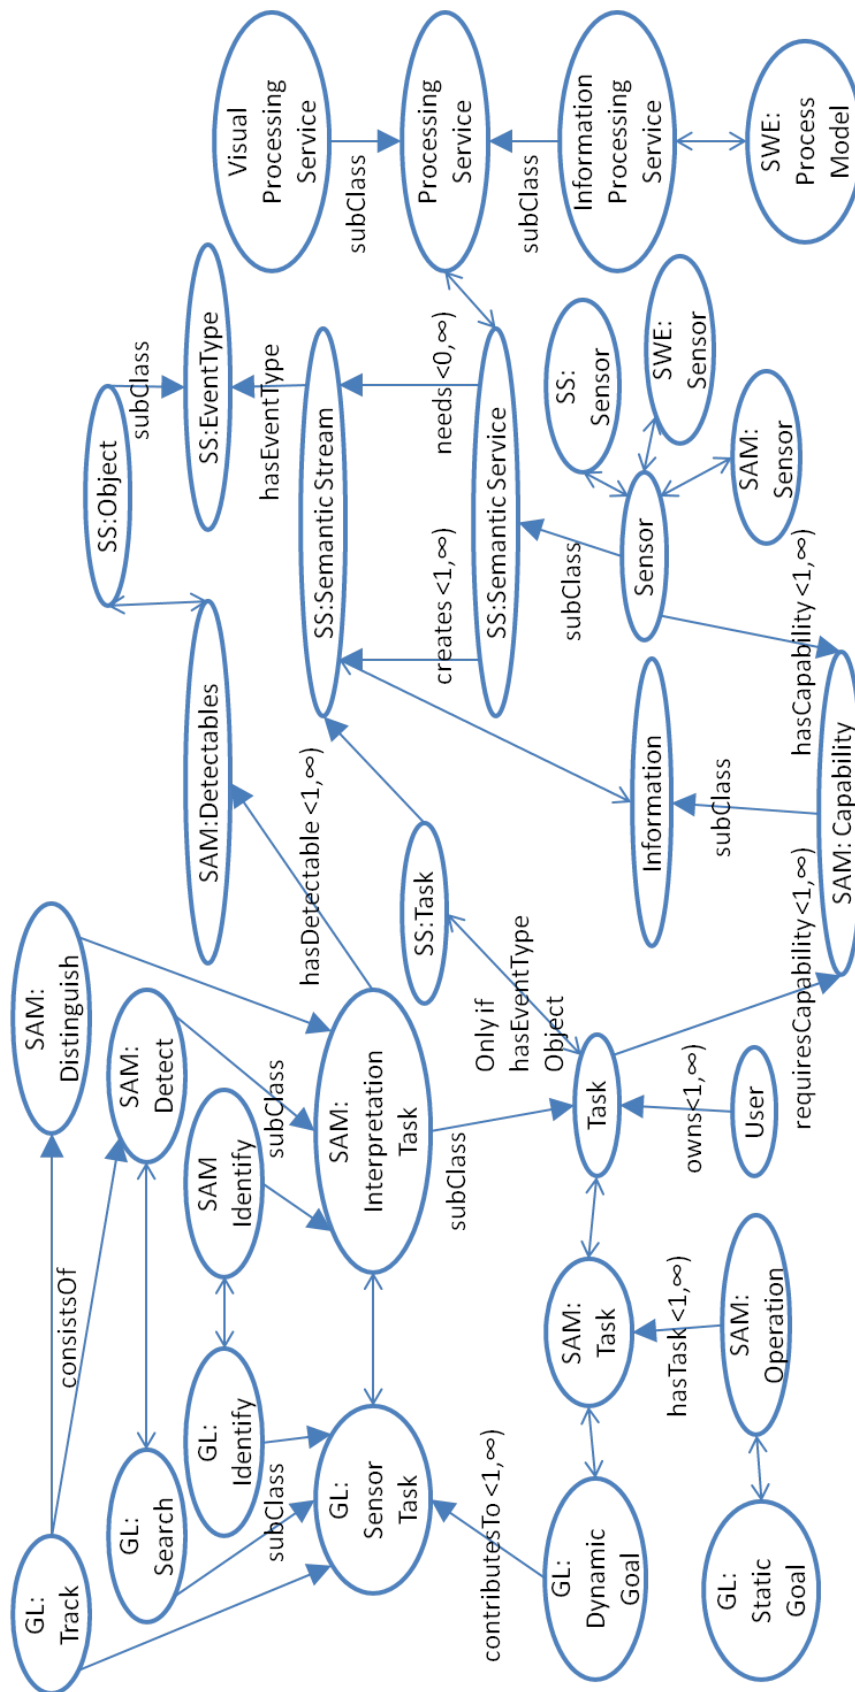 GL:
Track
consistsOf
SAM:
Distinguish
GL:
Search
SAM:
Detect
SS:Object
subClass
GL:
Identify
SAM
Identify
subClass
subClass
SAM:Detectables
SS:EventType
Visual
Processing
Service
GL:
Sensor
Task
SAM:
Interpretation
Task
hasDetectable <1,∞)
hasEventType
SS:Semantic Stream
subClass
subClass
SS:Task
creates <1,∞)
needs <0,∞)
Processing
Service
contributesTo <1,∞)
Only if
hasEventType
Object
SS:Semantic Service
subClass
GL:
Dynamic
Goal
SAM:
Task
Task
subClass
SS:
Sensor
Information
Processing
Service
hasTask <1,∞)
owns<1,∞)
Information
Sensor
SWE:
Sensor
GL:
Static
Goal
SAM:
Operation
User
subClass
SAM:
Sensor
SWE:
Process
Model
requiresCapability<1,∞)
hasCapability <1,∞)
SAM: Capability